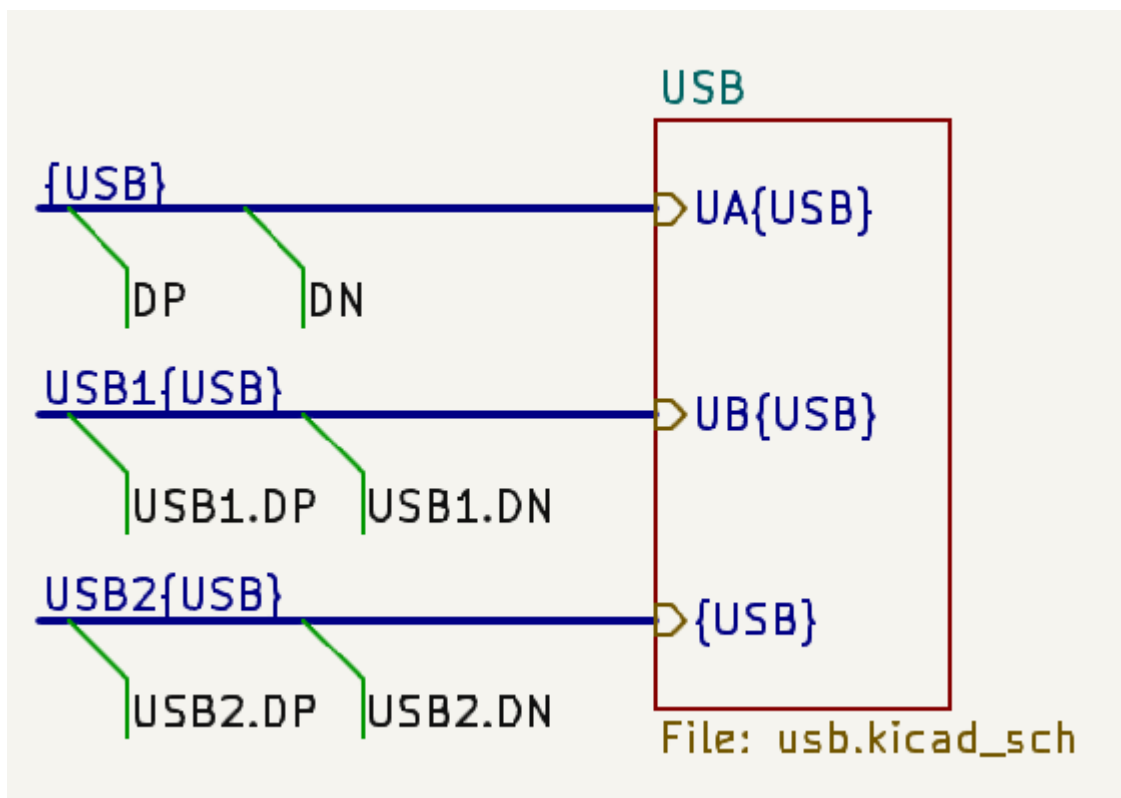 USB
{USB}
UA{USB}
DP
DN
USB1{USB}
UB{USB}
USB1.DP
USB1.DN
USB2{USB}
{USB}
USB2.DP
USB2.DN
File: usb.kicad_sch